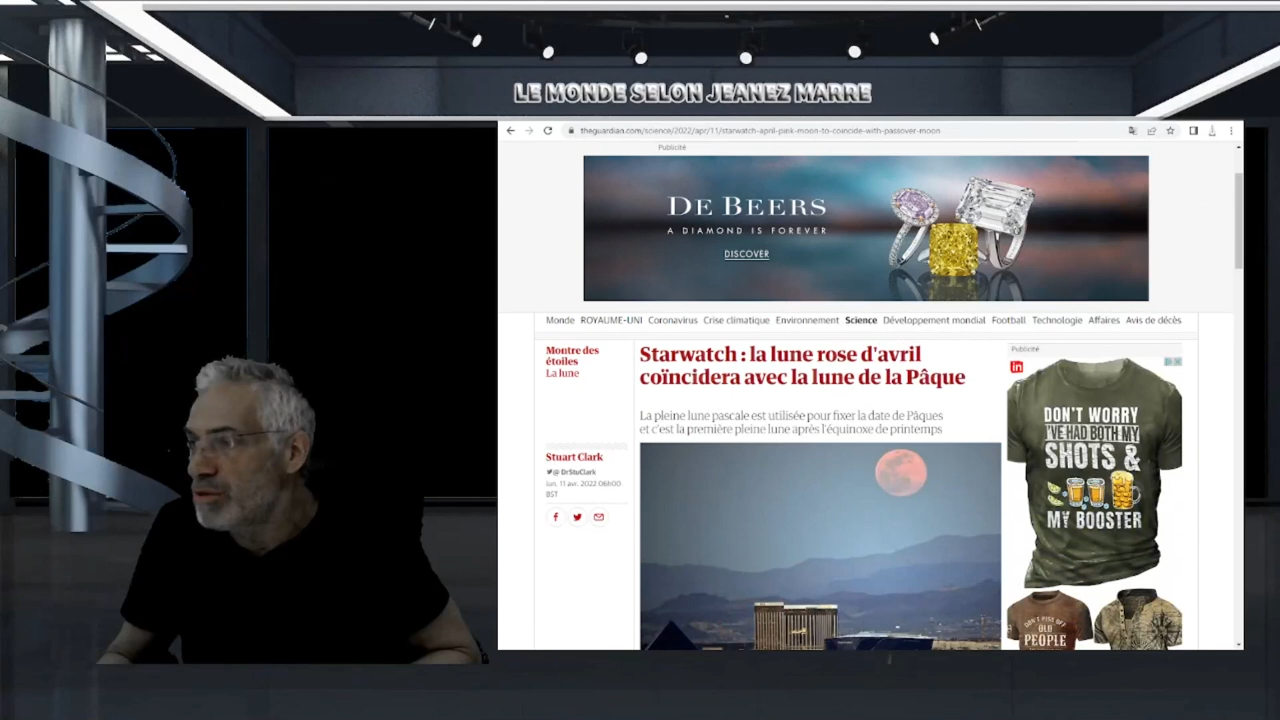 LE MONDE SELON JEANEZ MARRE
theguardian.com/science/2022/apr/11/starwatch-april-pink-moon-to-coincide-with-passover-moon
Publicité
DE BEERS
A DIAMOND IS FOREVER
DISCOVER
Monde ROYAUME-UNI Coronavirus Crise climatique Environnement Science Développement mondial Football Technologie Affaires Avis de décès
Montre des
étoiles
La lune
Starwatch : la lune rose d'avril
coïncidera avec la lune de la Pâque
La pleine lune pascale est utilisée pour fixer la date de Pâques
et c'est la première pleine lune après l'équinoxe de printemps
Stuart Clark
@ DrStuClark
lun. 11 avr. 2022 06h00
BST
Publicité
in
DON'T WORRY
I'VE HAD BOTH MY
SHOTS &
MY BOOSTER
DON'T PISS OFF
OLD
PEOPLE